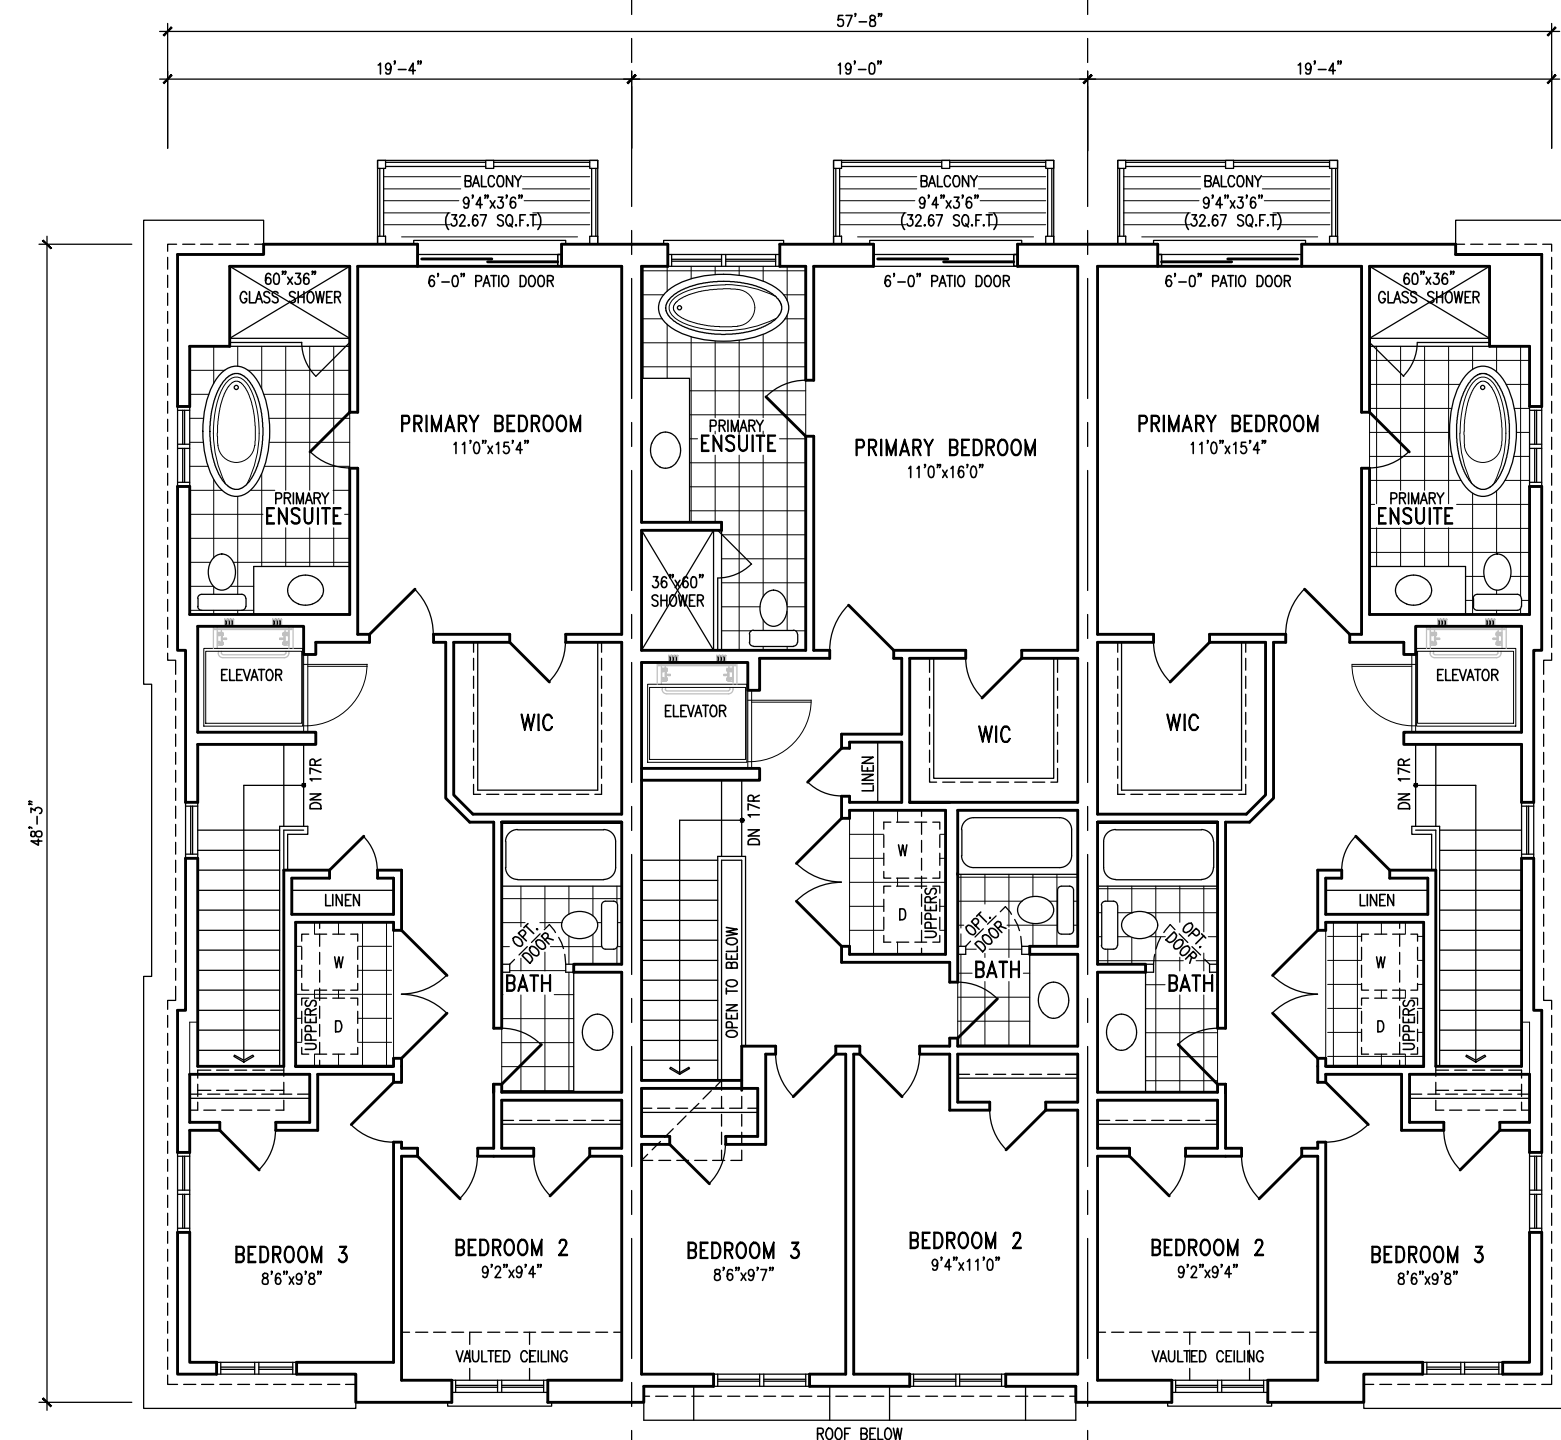 57'-8"
19'-4"
19'-0"
19'-4"
48'-3"
BALCONY
9'4"x3'6"
(32.67 SQ.F.T)
BALCONY
9'4"x3'6"
(32.67 SQ.F.T)
BALCONY
9'4"x3'6"
(32.67 SQ.F.T)
60"x36"
GLASS SHOWER
6'-0" PATIO DOOR
6'-0" PATIO DOOR
6'-0" PATIO DOOR
60"x36"
GLASS SHOWER
PRIMARY BEDROOM
11'0"x15'4"
PRIMARY
ENSUITE
PRIMARY BEDROOM
11'0"x16'0"
PRIMARY BEDROOM
11'0"x15'4"
PRIMARY
ENSUITE
PRIMARY
ENSUITE
36"x60"
SHOWER
ELEVATOR
ELEVATOR
ELEVATOR
WIC
WIC
WIC
DN 17R
DN 17R
DN 17R
LINEN
LINEN
LINEN
W
D
UPPERS
W
D
UPPERS
W
D
UPPERS
OPT.
DOOR
BATH
OPEN TO BELOW
OPT.
DOOR
BATH
OPT.
DOOR
BATH
BEDROOM 3
8'6"x9'8"
BEDROOM 2
9'2"x9'4"
BEDROOM 3
8'6"x9'7"
BEDROOM 2
9'4"x11'0"
BEDROOM 2
9'2"x9'4"
BEDROOM 3
8'6"x9'8"
VAULTED CEILING
VAULTED CEILING
ROOF BELOW